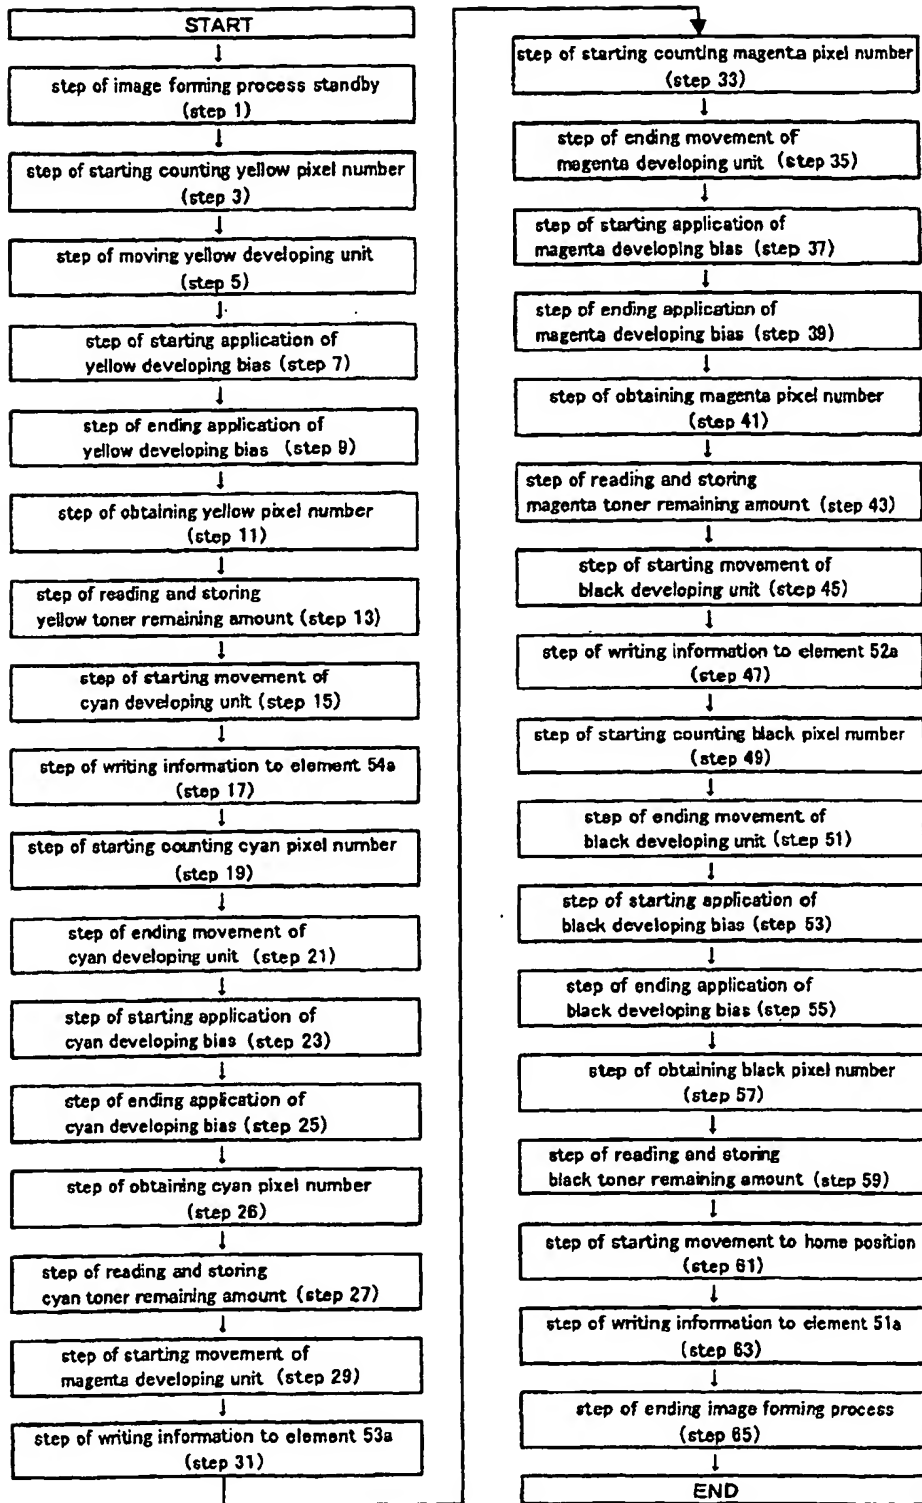 START
step of image forming process standby
(step 1)
step of starting counting yellow pixel number
(step 3)
step of moving yellow developing unit
(step 5)
step of starting application of
yellow developing bias (step 7)
step of ending application of
yellow developing bias (step 9)
step of obtaining yellow pixel number
(step 11)
step of reading and storing
yellow toner remaining amount (step 13)
step of starting movement of
cyan developing unit (step 15)
step of writing information to element 54a
(step 17)
step of starting counting cyan pixel number
(step 19)
step of ending movement of
cyan developing unit (step 21)
step of starting application of
cyan developing bias (step 23)
step of ending application of
cyan developing bias (step 25)
step of obtaining cyan pixel number
(step 26)
step of reading and storing
cyan toner remaining amount (step 27)
step of starting movement of
magenta developing unit (step 29)
step of writing information to element 53a
(step 31)
step of starting counting magenta pixel number
(step 33)
step of ending movement of
magenta developing unit (step 35)
step of starting application of
magenta developing bias (step 37)
step of ending application of
magenta developing bias (step 39)
step of obtaining magenta pixel number
(step 41)
step of reading and storing
magenta toner remaining amount (step 43)
step of starting movement of
black developing unit (step 45)
step of writing information to element 52a
(step 47)
step of starting counting black pixel number
(step 49)
step of ending movement of
black developing unit (step 51)
step of starting application of
black developing bias (step 53)
step of ending application of
black developing bias (step 55)
step of obtaining black pixel number
(step 57)
step of reading and storing
black toner remaining amount (step 59)
step of starting movement to home position
(step 61)
step of writing information to element 51a
(step 63)
step of ending image forming process
(step 65)
END